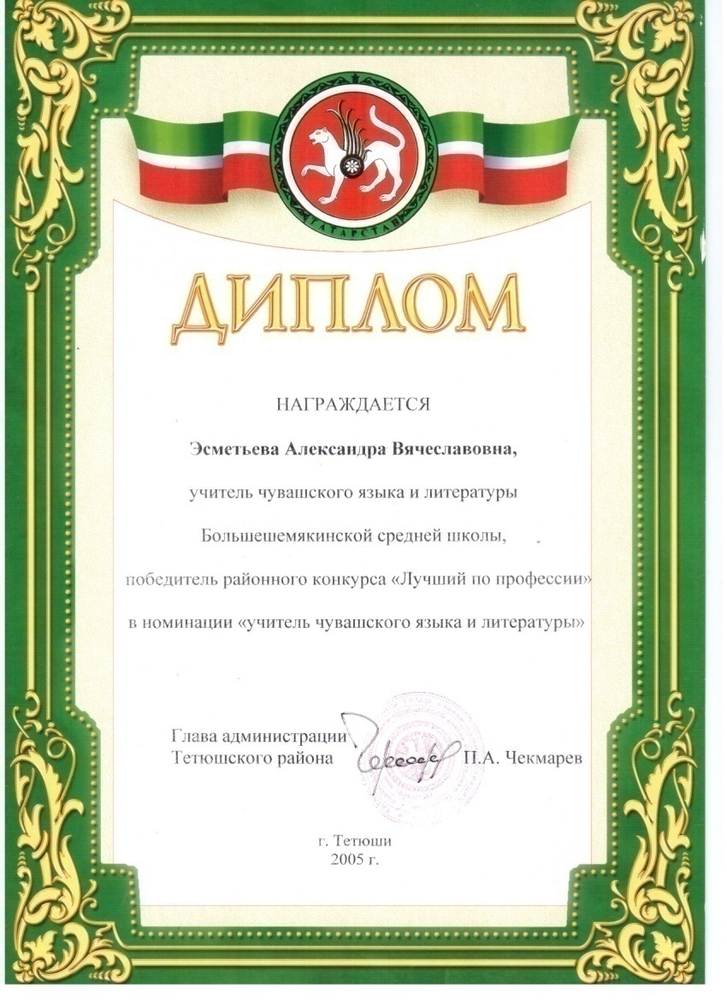 ТАТАРСТАН
ДИПЛОМ
НАГРАЖДАЕТСЯ
Эсметьева Александра Вячеславовна,
учитель чувашского языка и литературы
Большешемякинской средней школы,
победитель районного конкурса «Лучший по профессии»
в номинации «учитель чувашского языка и литературы»
Глава администрации
Тетюшского района П.А. Чекмарев
г. Тетюши
2005 г.